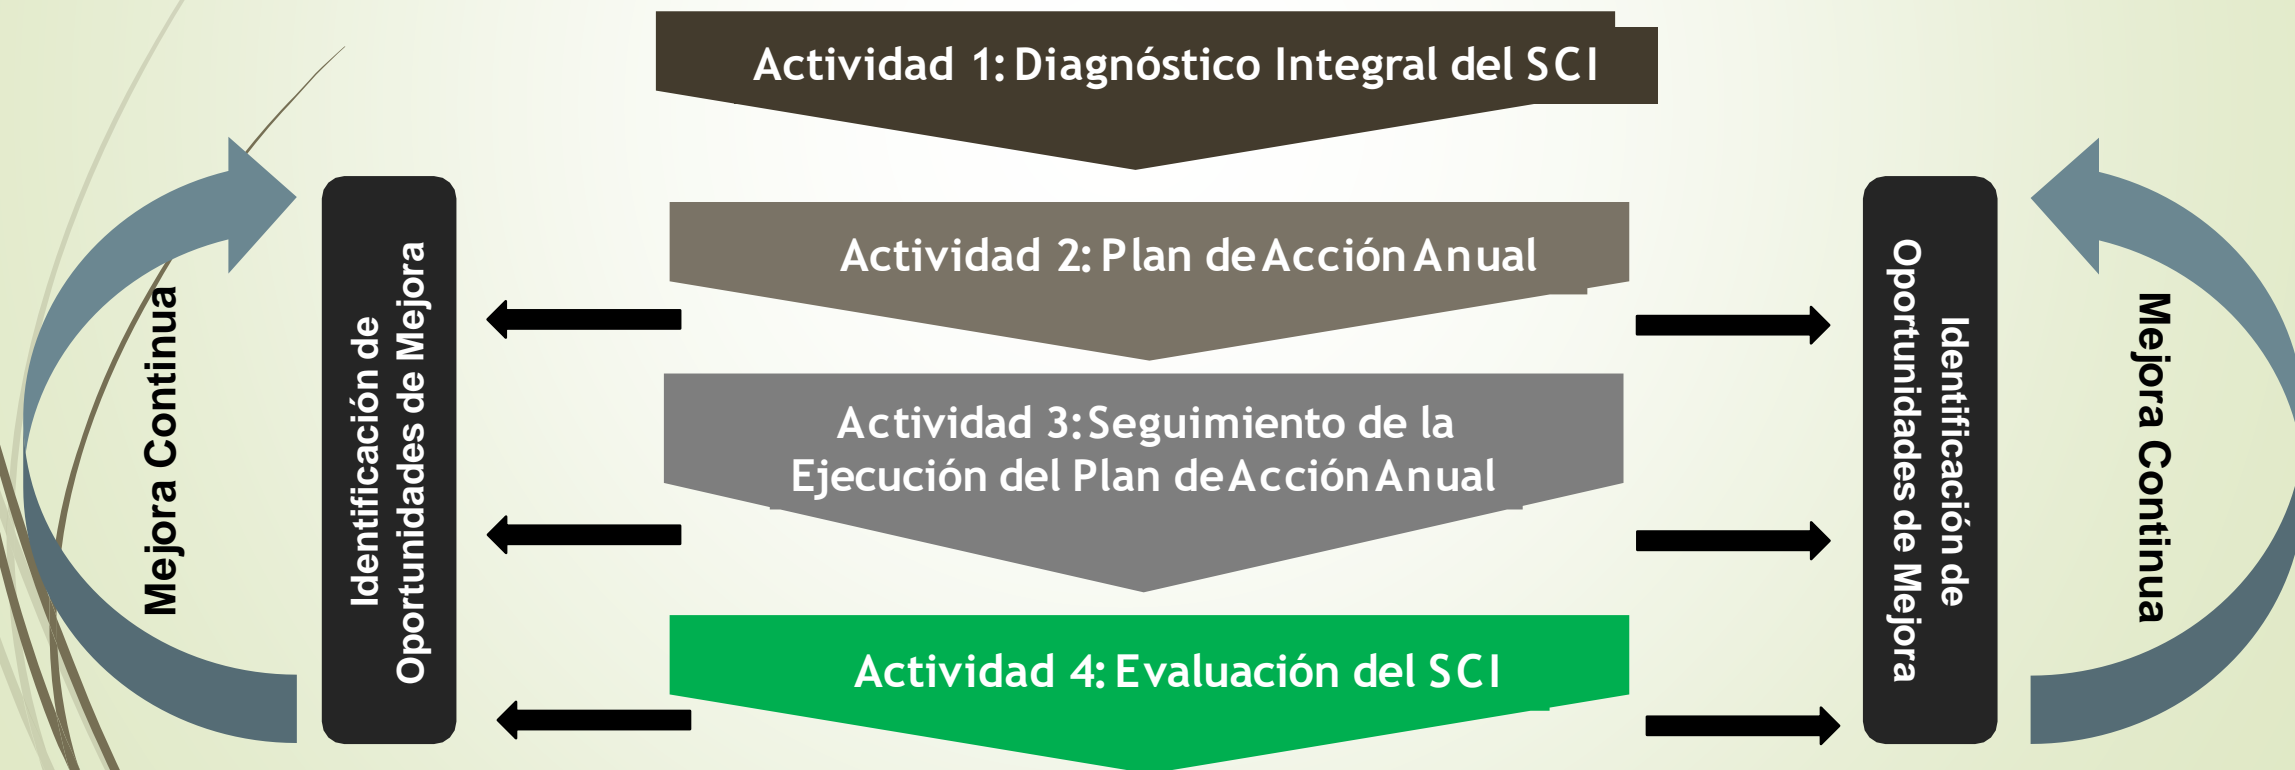 Actividad 1: Diagnóstico Integral del SCI
Actividad 2: Plan de Acción Anual
Actividad 3: Seguimiento de la
Ejecución del Plan de Acción Anual
Actividad 4: Evaluación del SCI
Mejora Continua
Identificación de
Oportunidades de Mejora
Identificación de
Oportunidades de Mejora
Mejora Continua